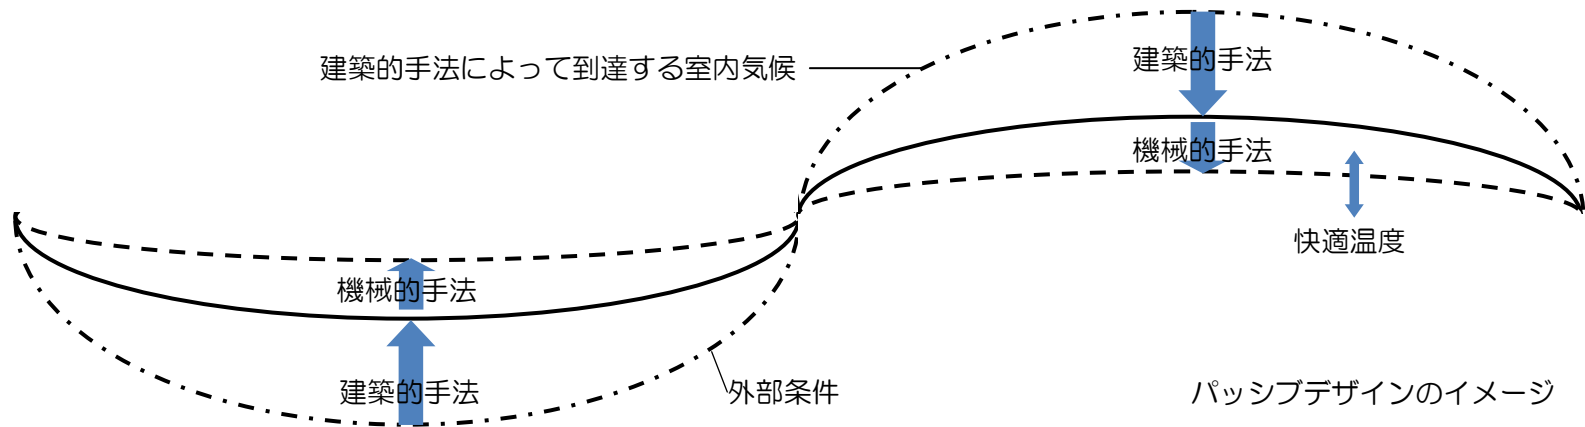 建築的手法によって到達する室内気候
建築的手法
機械的手法
快適温度
機械的手法
建築的手法
外部条件
パッシブデザインのイメージ